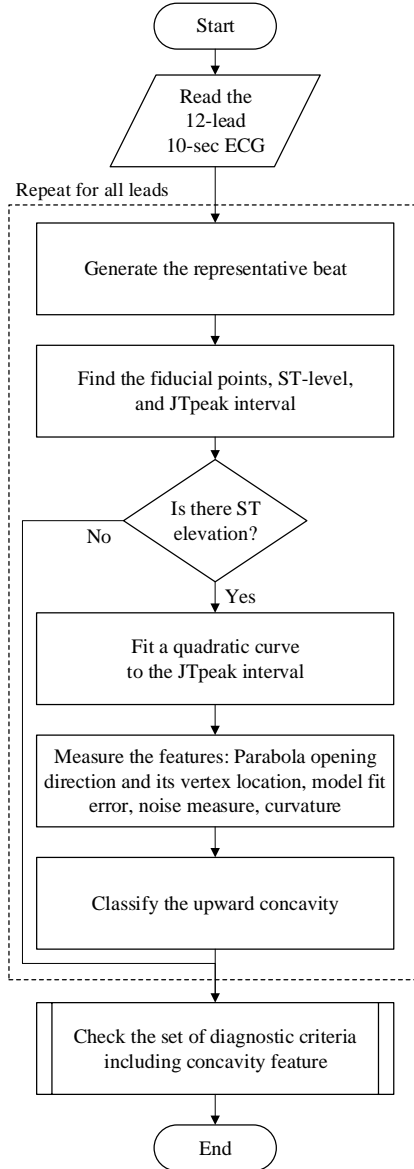 Start
Read the
12-lead
10-sec ECG
Repeat for all leads
Generate the representative beat
Find the fiducial points, ST-level,
and JTpeak interval
Is there ST
elevation?
No
Yes
Fit a quadratic curve
to the JTpeak interval
Measure the features: Parabola opening
direction and its vertex location, model fit
error, noise measure, curvature
Classify the upward concavity
Check the set of diagnostic criteria
including concavity feature
End